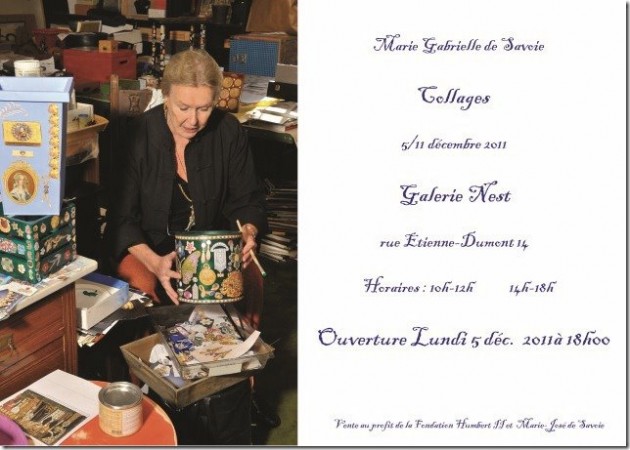 Marie Gabrielle de Savoie
Collages
5/11 décembre 2011
Galerie Nest
rue Étienne-Dumont 14
Horaires : 10h-12h 14h-18h
Ouverture Lundi 5 déc. 2011 à 18h00
Vente au profit de la Fondation Humbert II et Marie-José de Savoie